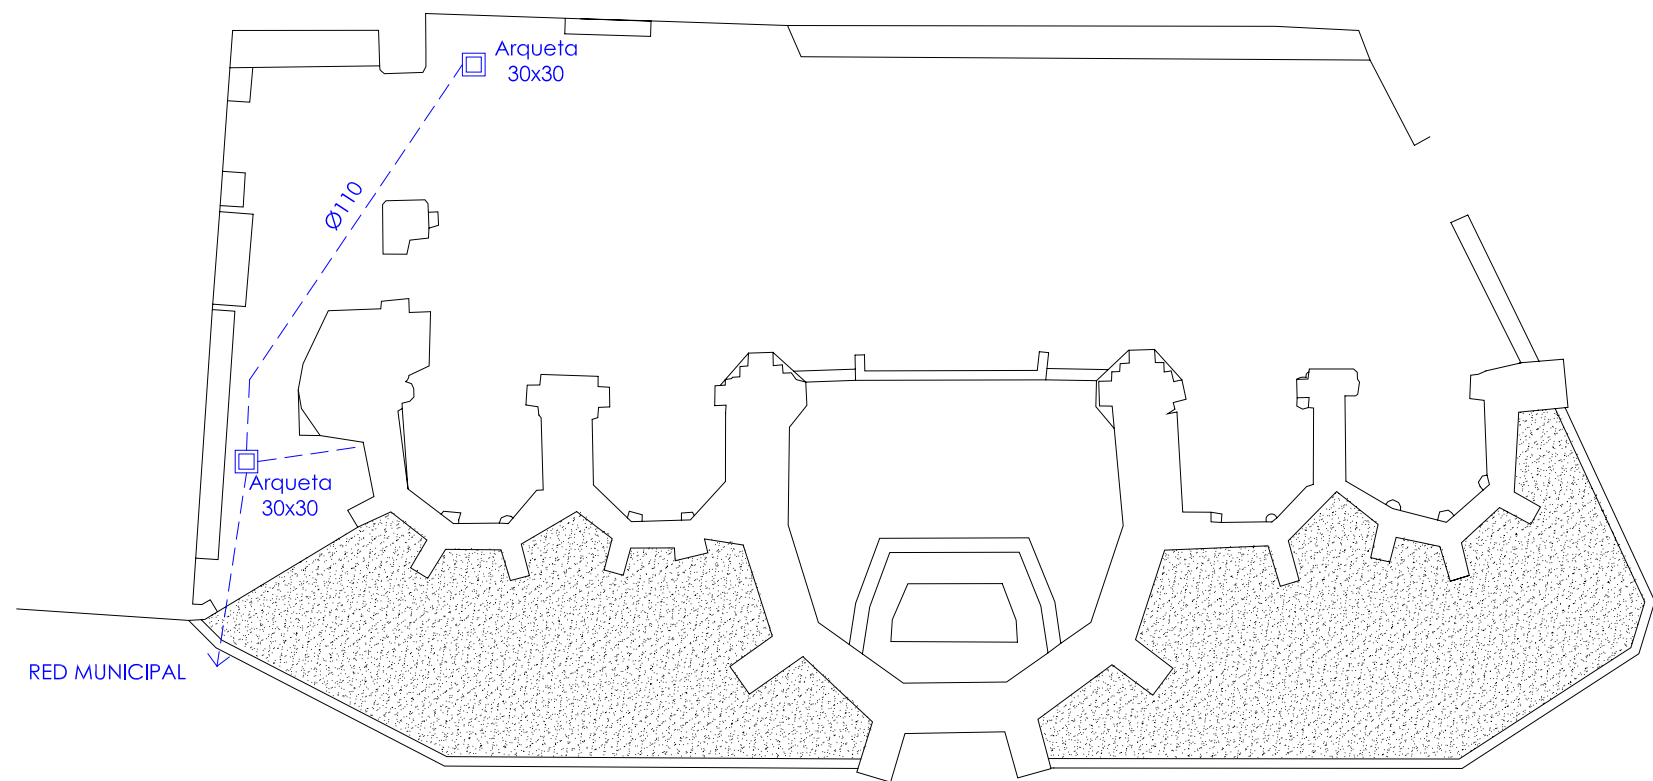 Arqueta
30x30
Ø110
Arqueta
30x30
RED MUNICIPAL